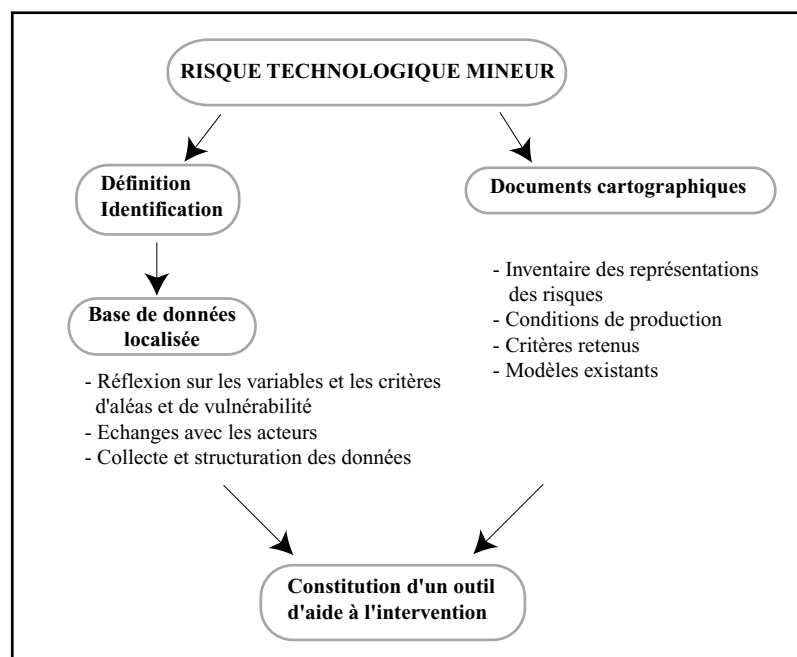 RISQUE TECHNOLOGIQUE MINEUR
Définition
Identification
Documents cartographiques
Base de données
localisée
- Inventaire des représentations
des risques
- Conditions de production
- Critères retenus
- Modèles existants
- Réflexion sur les variables et les critères
d'aléas et de vulnérabilité
- Echanges avec les acteurs
- Collecte et structuration des données
Constitution d'un outil
d'aide à l'intervention